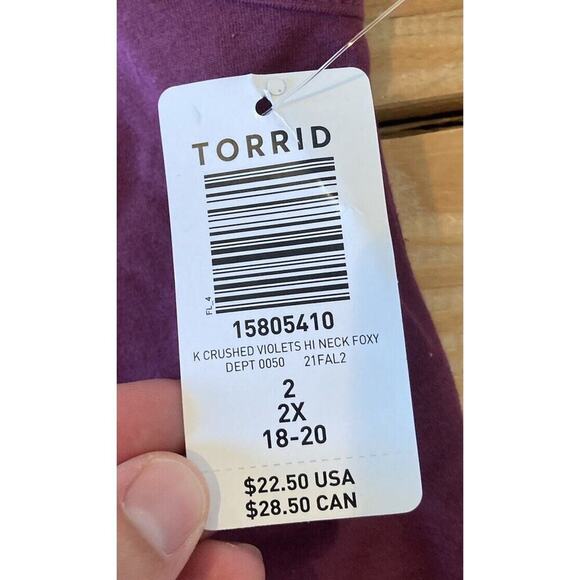 TORRID
FL_4
15805410
K CRUSHED VIOLETS HI NECK FOXY
DEPT 0050 21FAL2
2
2X
18-20
$22.50 USA
$28.50 CAN